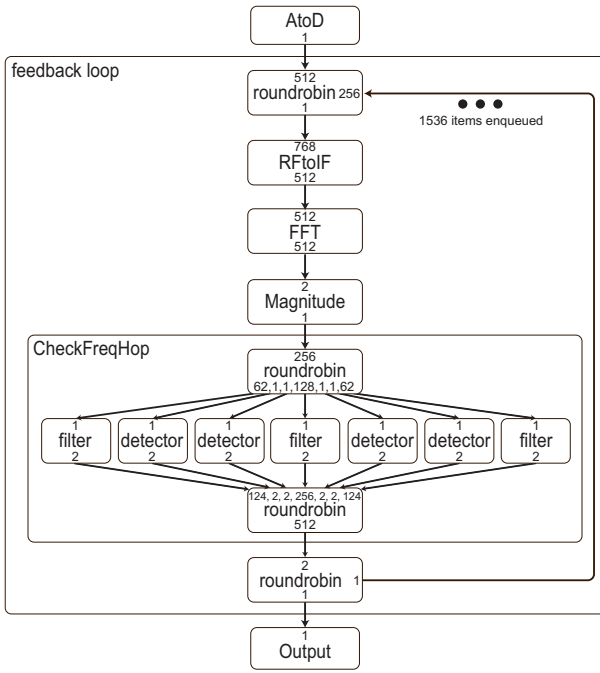 AtoD
1
feedback loop
512
roundrobin 256
1
1536 items enqueued
768
RFtoIF
512
512
FFT
512
2
Magnitude
1
CheckFreqHop
256
roundrobin
62,1,1,128,1,1,62
1 1 1 1 1 1 1
filter detector detector filter detector detector filter
2 2 2 2 2 2 2
124, 2, 2, 256, 2, 2, 124
roundrobin
512
2
roundrobin 1
1
1
Output